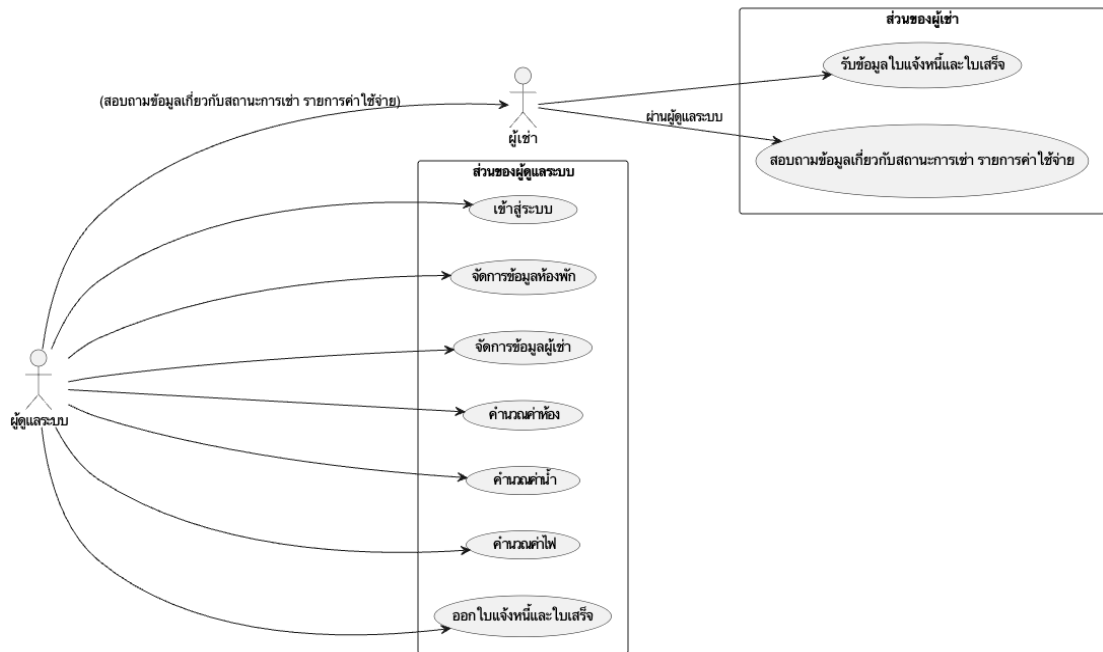 ส่วนของผู้เช่า
รับข้อมูลใบแจ้งหนี้และใบเสร็จ
(สอบถามข้อมูลเกี่ยวกับสถานะการเช่า รายการค่าใช้จ่าย)
ผ่านผู้ดูแลระบบ
ผู้เช่า
สอบถามข้อมูลเกี่ยวกับสถานะการเช่า รายการค่าใช้จ่าย
ส่วนของผู้ดูแลระบบ
เข้าสู่ระบบ
จัดการข้อมูลห้องพัก
จัดการข้อมูลผู้เช่า
คำนวณค่าห้อง
ผู้ดูแลระบบ
คำนวณค่าน้ำ
คำนวณค่าไฟ
ออกใบแจ้งหนี้และใบเสร็จ